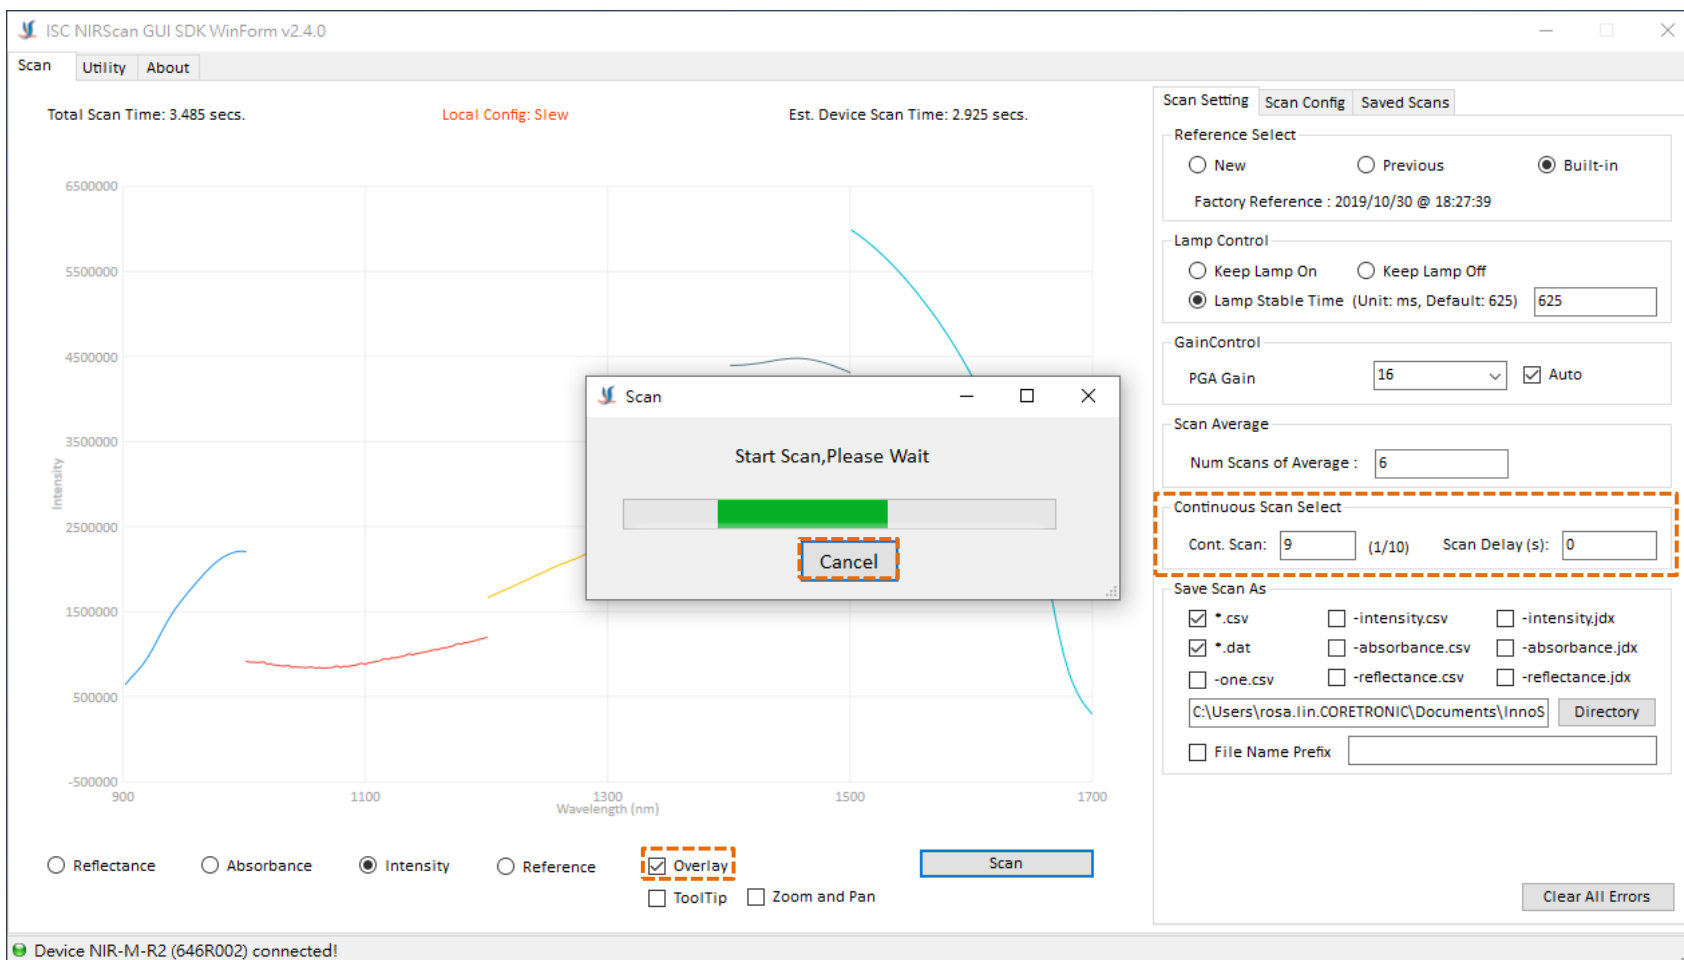 ISC NIRScan GUI SDK WinForm v2.4.0
Scan Utility About
Total Scan Time: 3.485 secs. Local Config: Slew Est. Device Scan Time: 2.925 secs.
6500000
5500000
4500000
3500000
2500000
1500000
500000
-500000
Intensity
900 1100 1300 1500 1700
Wavelength (nm)
Scan
Start Scan,Please Wait
Cancel
Reflectance Absorbance Intensity Reference Overlay Scan
ToolTip Zoom and Pan
Scan Setting Scan Config Saved Scans
Reference Select
New Previous Built-in
Factory Reference : 2019/10/30 @ 18:27:39
Lamp Control
Keep Lamp On Keep Lamp Off
Lamp Stable Time (Unit: ms, Default: 625) 625
GainControl
PGA Gain 16 Auto
Scan Average
Num Scans of Average : 6
Continuous Scan Select
Cont. Scan: 9 (1/10) Scan Delay (s): 0
Save Scan As
*.csv -intensity.csv -intensity.jdx
*.dat -absorbance.csv -absorbance.jdx
-one.csv -reflectance.csv -reflectance.jdx
C:\Users\rosa.lin.CORETRONIC\Documents\InnoS Directory
File Name Prefix
Clear All Errors
Device NIR-M-R2 (646R002) connected!